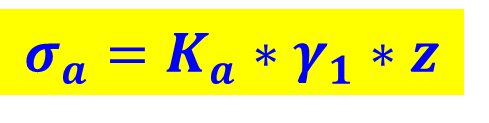 σₐ = Kₐ * γ₁ * z